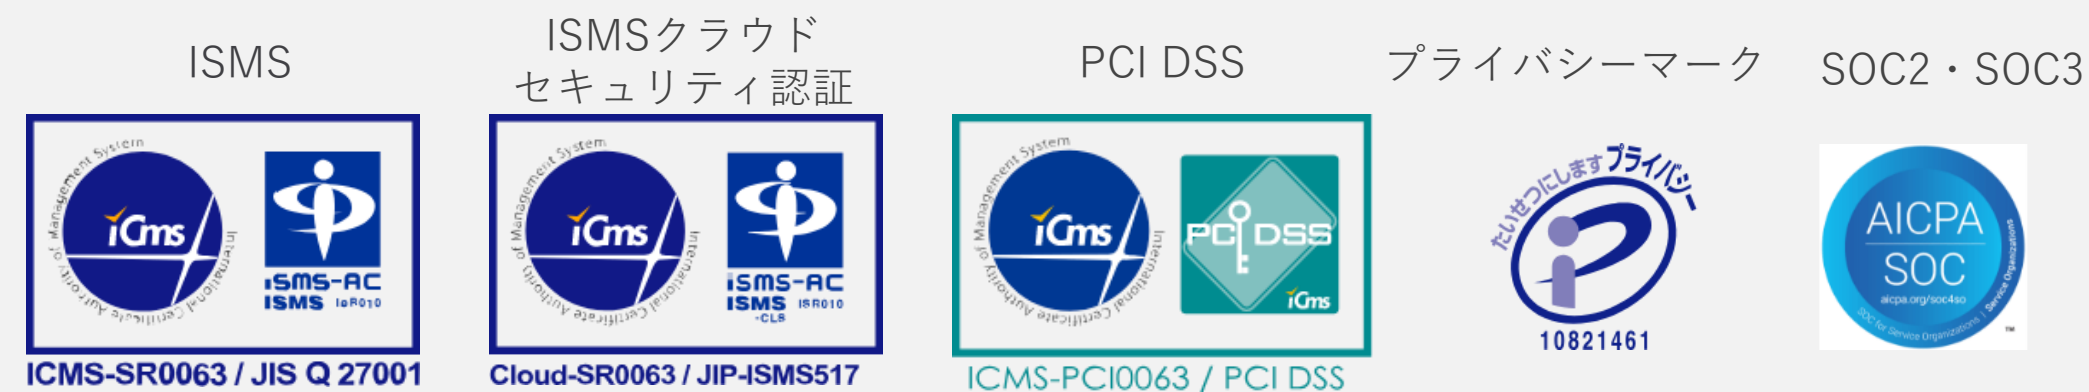 ISMS
iCms
International Certificate Authority of Management System
iSMS-AC
ISMS ISR010
ICMS-SR0063 / JIS Q 27001
ISMSクラウド
セキュリティ認証
iCms
International Certificate Authority of Management System
iSMS-AC
ISMS ISR010
-CLS
Cloud-SR0063 / JIP-ISMS517
PCI DSS
iCms
International Certificate Authority of Management System
PCI DSS
iCms
ICMS-PCI0063 / PCI DSS
プライバシーマーク
たいせつにしますプライバシー
10821461
SOC2・SOC3
AICPA
SOC
aicpa.org/soc4so
SOC for Service Organizations | Service Organizations
TM